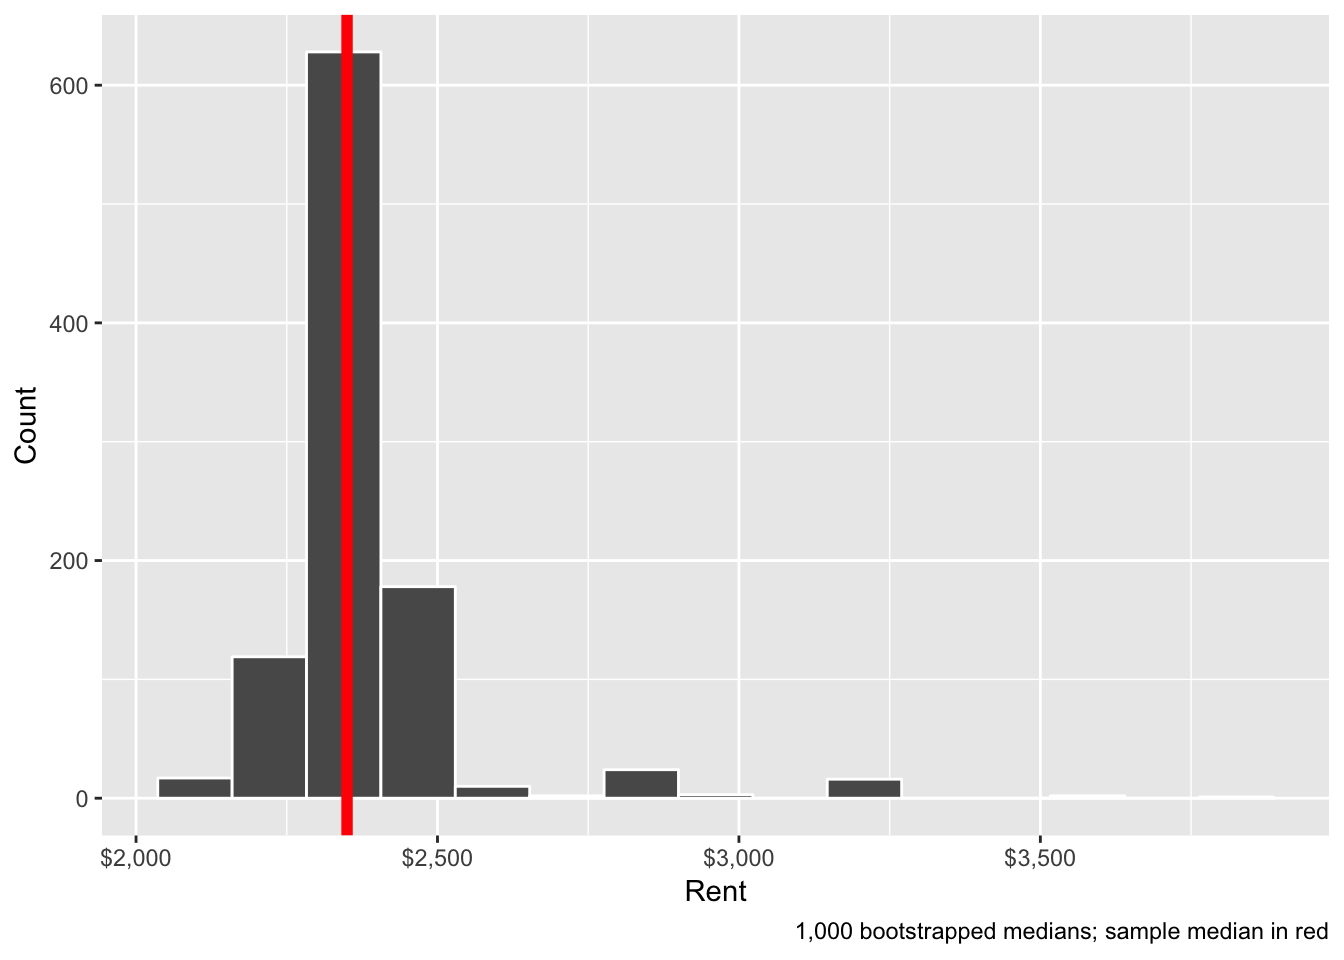 600
400
200
0
Count
$2,000 $2,500 $3,000 $3,500
Rent
1,000 bootstrapped medians; sample median in red